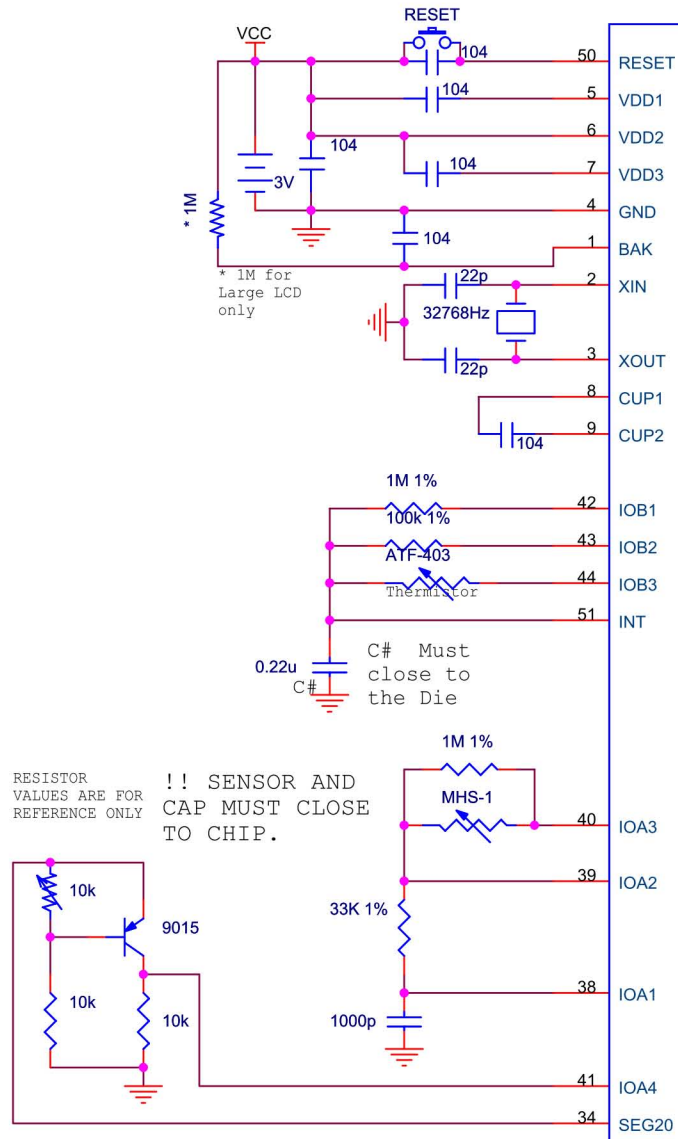 RESET
VCC
104
50
RESET
104
5
VDD1
6
VDD2
104
104
7
VDD3
3V
4
GND
* 1M
104
1
BAK
* 1M for
Large LCD
only
22p
2
XIN
32768Hz
22p
3
XOUT
8
CUP1
104
9
CUP2
1M 1%
42
IOB1
100k 1%
43
IOB2
ATF-403
44
IOB3
Thermistor
51
INT
0.22u
C#
C# Must
close to
the Die
RESISTOR
VALUES ARE FOR
REFERENCE ONLY
!! SENSOR AND
CAP MUST CLOSE
TO CHIP.
1M 1%
MHS-1
40
IOA3
39
IOA2
33K 1%
38
IOA1
1000p
10k
9015
10k
10k
41
IOA4
34
SEG20